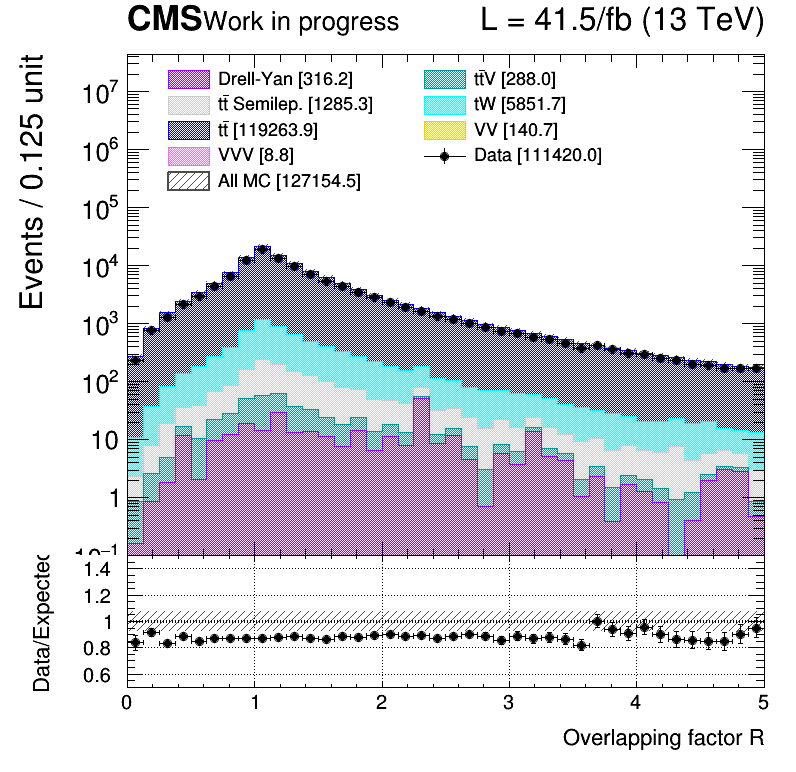 CMS Work in progress L = 41.5/fb (13 TeV)
Events / 0.125 unit
Drell-Yan [316.2]
tt̄ Semilep. [1285.3]
tt̄ [119263.9]
VVV [8.8]
All MC [127154.5]
tt̄V [288.0]
tW [5851.7]
VV [140.7]
Data [111420.0]
10⁷
10⁶
10⁵
10⁴
10³
10²
10
1
10⁻¹
Data/Expected
1.4
1.2
1
0.8
0.6
0 1 2 3 4 5
Overlapping factor R